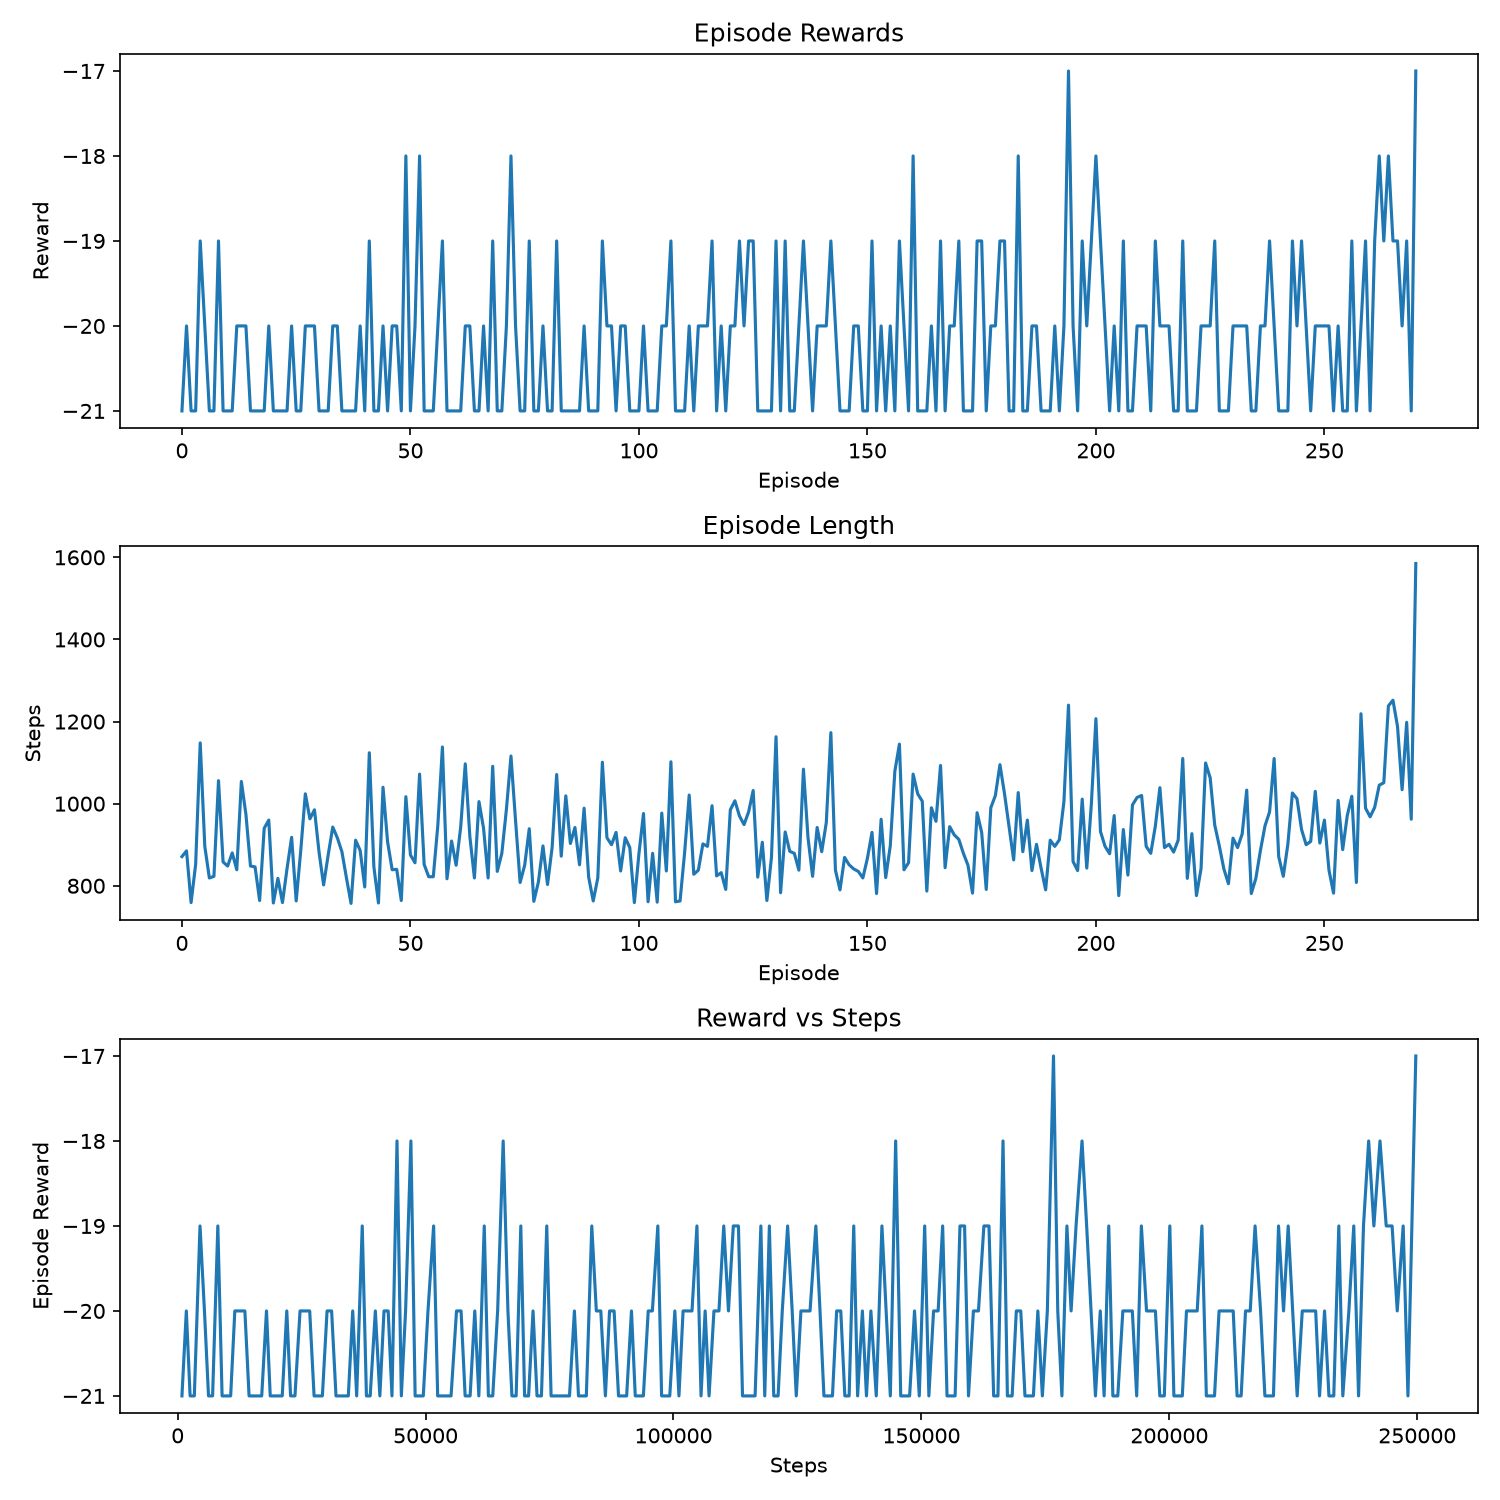 Episode Rewards
−17
−18
−19
−20
−21
Reward
0 50 100 150 200 250
Episode
Episode Length
1600
1400
1200
1000
800
Steps
0 50 100 150 200 250
Episode
Reward vs Steps
−17
−18
−19
−20
−21
Episode Reward
0 50000 100000 150000 200000 250000
Steps